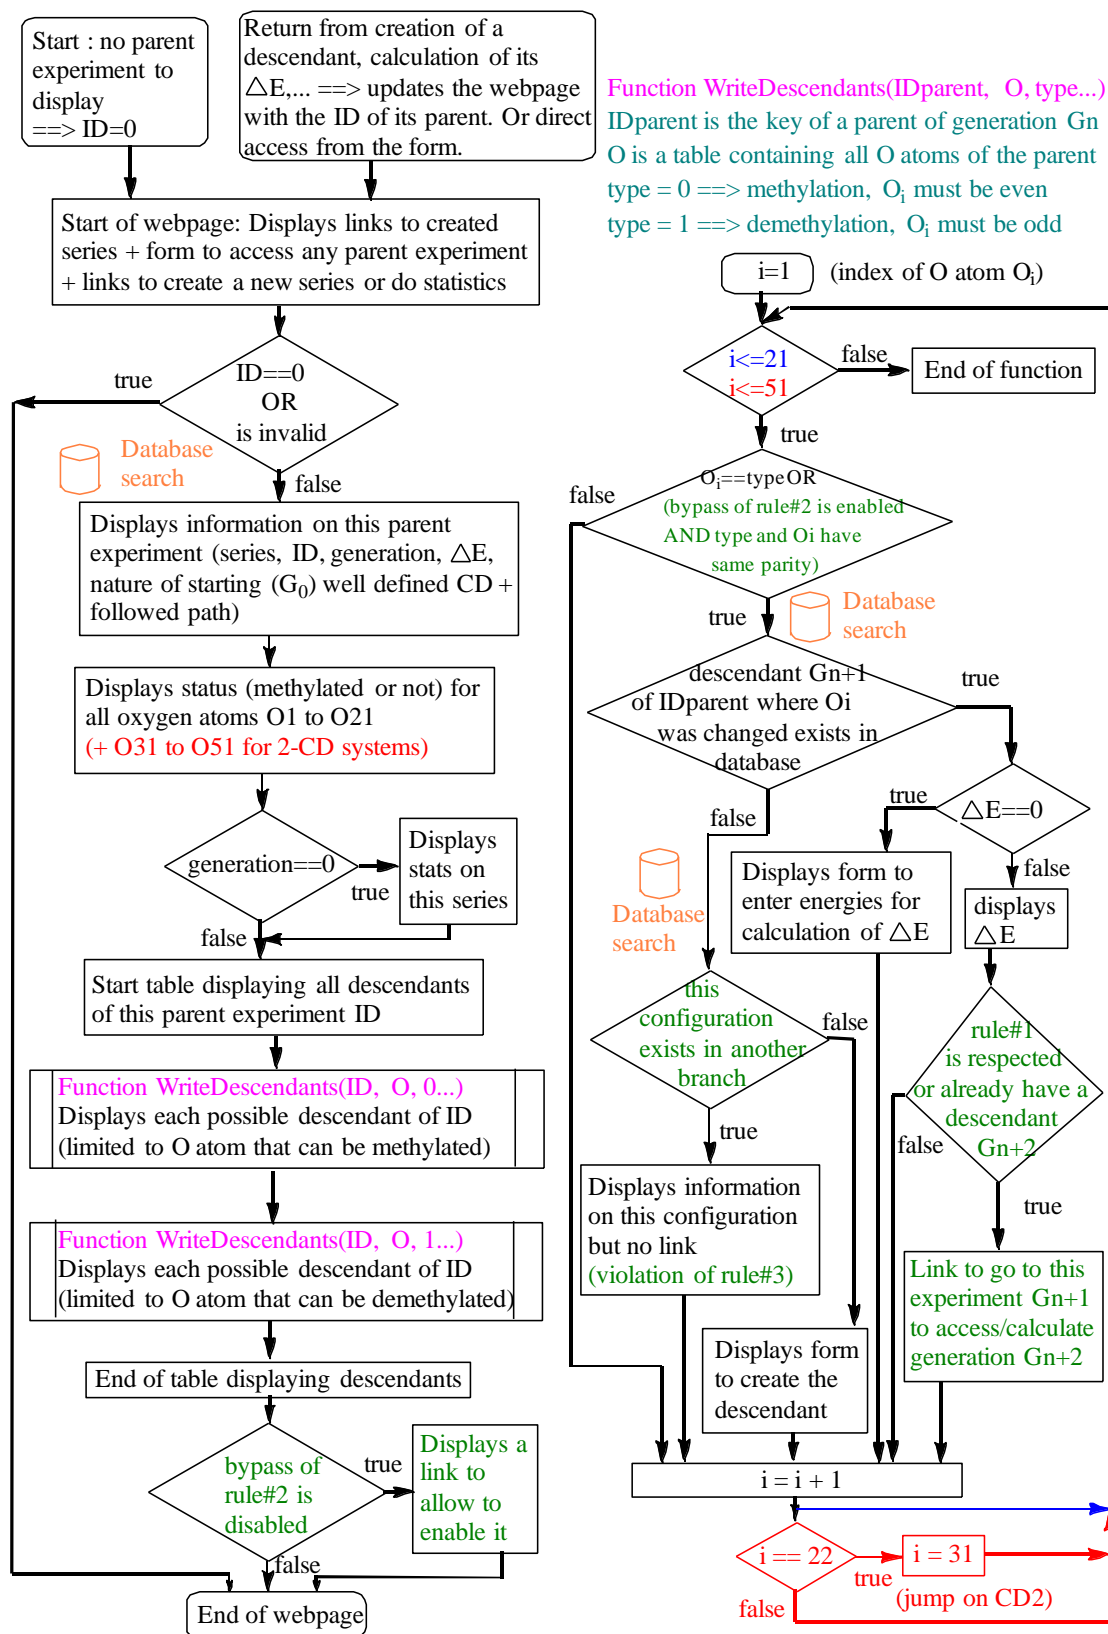 Start : no parent
experiment to
display
==> ID=0
Return from creation of a
descendant, calculation of its
△E,... ==> updates the webpage
with the ID of its parent. Or direct
access from the form.
Start of webpage: Displays links to created
series + form to access any parent experiment
+ links to create a new series or do statistics
ID==0
OR
is invalid
true
false
Database
search
Displays information on this parent
experiment (series, ID, generation, △E,
nature of starting (G0) well defined CD +
followed path)
Displays status (methylated or not) for
all oxygen atoms O1 to O21
(+ O31 to O51 for 2-CD systems)
generation==0
true
false
Displays
stats on
this series
Start table displaying all descendants
of this parent experiment ID
Function WriteDescendants(ID, O, 0...)
Displays each possible descendant of ID
(limited to O atom that can be methylated)
Function WriteDescendants(ID, O, 1...)
Displays each possible descendant of ID
(limited to O atom that can be demethylated)
End of table displaying descendants
bypass of
rule#2 is
disabled
true
false
Displays a
link to
allow to
enable it
End of webpage
Function WriteDescendants(IDparent, O, type...)
IDparent is the key of a parent of generation Gn
O is a table containing all O atoms of the parent
type = 0 ==> methylation, Oi must be even
type = 1 ==> demethylation, Oi must be odd
i=1
(index of O atom Oi)
i<=21
i<=51
false
End of function
true
Oi==type OR
(bypass of rule#2 is enabled
AND type and Oi have
same parity)
false
true
Database
search
descendant Gn+1
of IDparent where Oi
was changed exists in
database
true
false
△E==0
true
false
Displays form to
enter energies for
calculation of △E
displays
△E
Database
search
this
configuration
exists in another
branch
false
true
rule#1
is respected
or already have a
descendant
Gn+2
false
true
Displays information
on this configuration
but no link
(violation of rule#3)
Link to go to this
experiment Gn+1
to access/calculate
generation Gn+2
Displays form
to create the
descendant
i = i + 1
i == 22
true
false
i = 31
(jump on CD2)